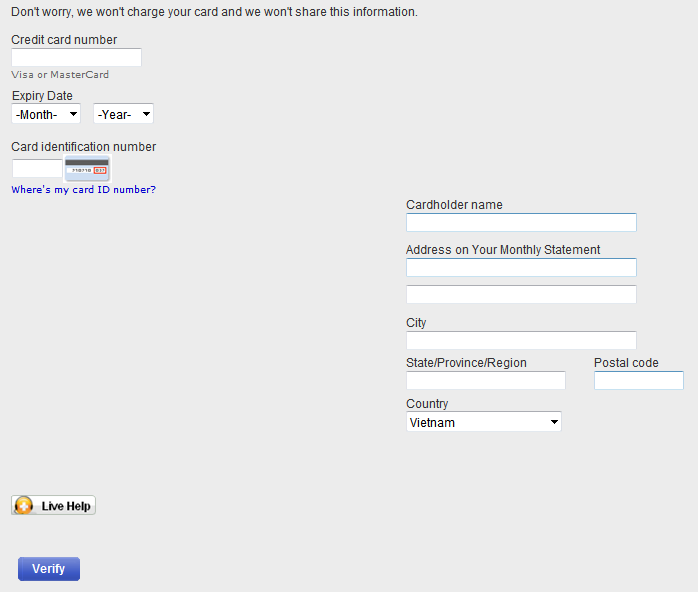 Don't worry, we won't charge your card and we won't share this information.
Credit card number
Visa or MasterCard
Expiry Date
-Month- -Year-
Card identification number
Where's my card ID number?
Cardholder name
Address on Your Monthly Statement
City
State/Province/Region Postal code
Country
Vietnam
Live Help
Verify